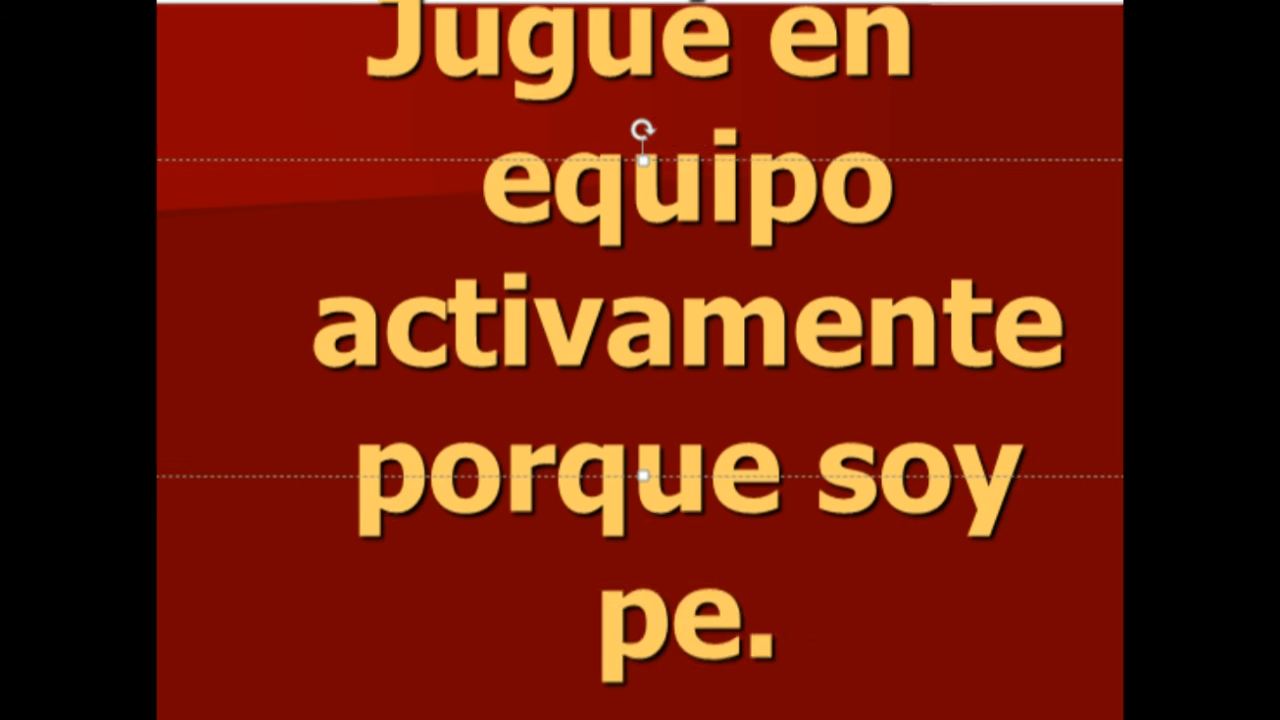 Jugué en
equipo
activamente
porque soy
pe.